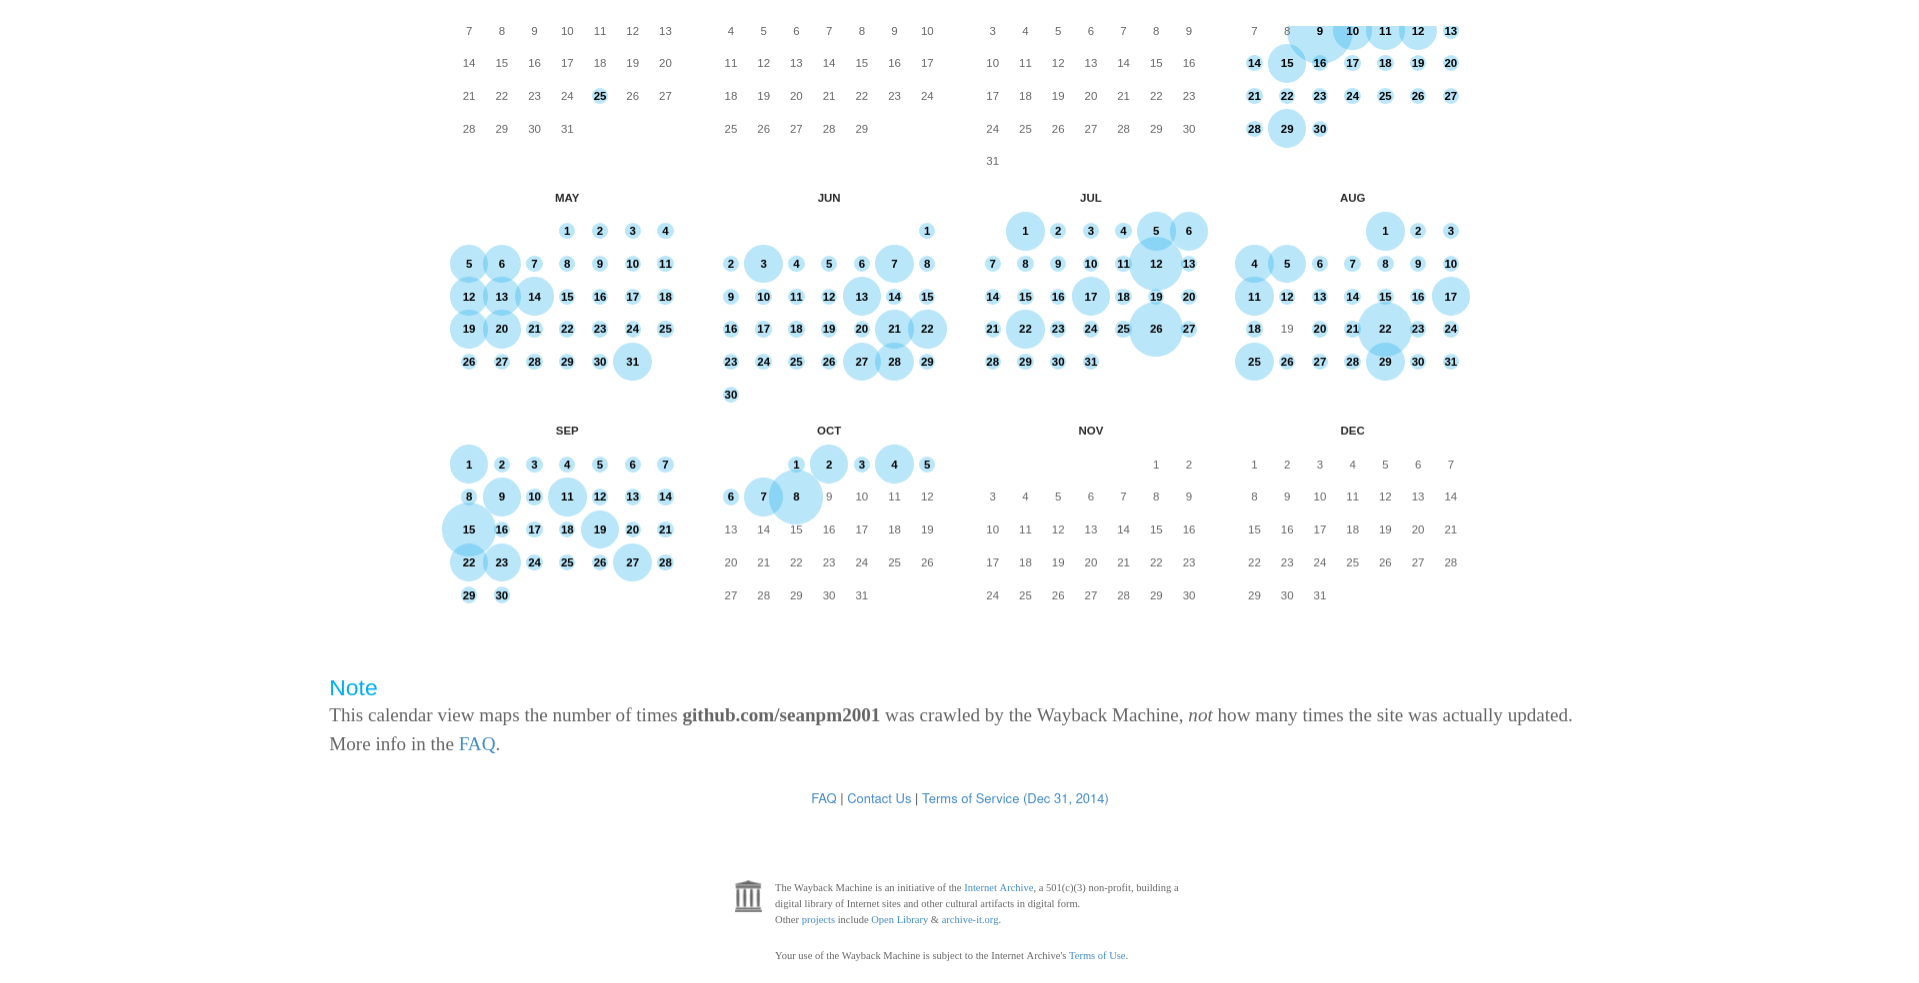 7 8 9 10 11 12 13
14 15 16 17 18 19 20
21 22 23 24 25 26 27
28 29 30 31
4 5 6 7 8 9 10
11 12 13 14 15 16 17
18 19 20 21 22 23 24
25 26 27 28 29
3 4 5 6 7 8 9
10 11 12 13 14 15 16
17 18 19 20 21 22 23
24 25 26 27 28 29 30
31
7 8 9 10 11 12 13
14 15 16 17 18 19 20
21 22 23 24 25 26 27
28 29 30
MAY
1 2 3 4
5 6 7 8 9 10 11
12 13 14 15 16 17 18
19 20 21 22 23 24 25
26 27 28 29 30 31
JUN
1
2 3 4 5 6 7 8
9 10 11 12 13 14 15
16 17 18 19 20 21 22
23 24 25 26 27 28 29
30
JUL
1 2 3 4 5 6
7 8 9 10 11 12 13
14 15 16 17 18 19 20
21 22 23 24 25 26 27
28 29 30 31
AUG
1 2 3
4 5 6 7 8 9 10
11 12 13 14 15 16 17
18 19 20 21 22 23 24
25 26 27 28 29 30 31
SEP
1 2 3 4 5 6 7
8 9 10 11 12 13 14
15 16 17 18 19 20 21
22 23 24 25 26 27 28
29 30
OCT
1 2 3 4 5
6 7 8 9 10 11 12
13 14 15 16 17 18 19
20 21 22 23 24 25 26
27 28 29 30 31
NOV
1 2
3 4 5 6 7 8 9
10 11 12 13 14 15 16
17 18 19 20 21 22 23
24 25 26 27 28 29 30
DEC
1 2 3 4 5 6 7
8 9 10 11 12 13 14
15 16 17 18 19 20 21
22 23 24 25 26 27 28
29 30 31
Note
This calendar view maps the number of times github.com/seanpm2001 was crawled by the Wayback Machine, not how many times the site was actually updated.
More info in the FAQ.
FAQ | Contact Us | Terms of Service (Dec 31, 2014)
The Wayback Machine is an initiative of the Internet Archive, a 501(c)(3) non-profit, building a
digital library of Internet sites and other cultural artifacts in digital form.
Other projects include Open Library & archive-it.org.
Your use of the Wayback Machine is subject to the Internet Archive's Terms of Use.